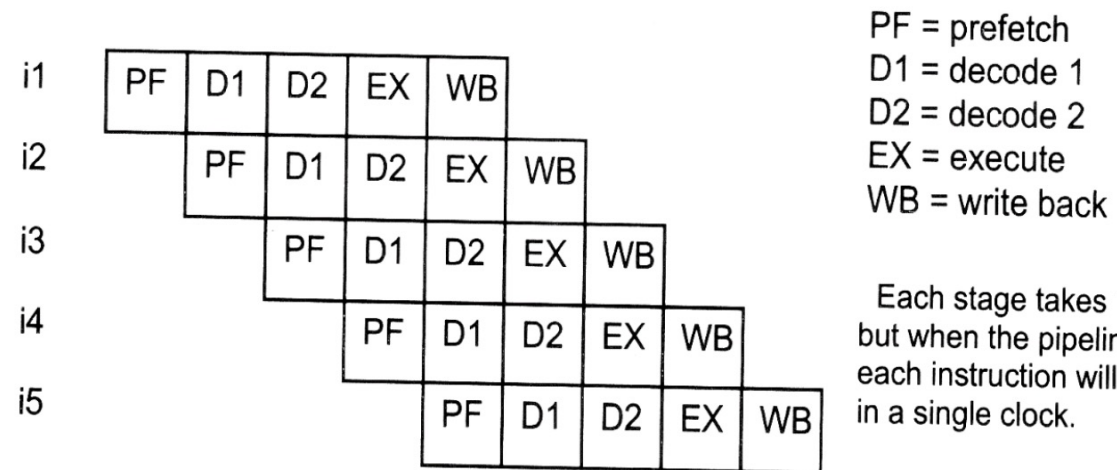 i1 PF D1 D2 EX WB
i2 PF D1 D2 EX WB
i3 PF D1 D2 EX WB
i4 PF D1 D2 EX WB
i5 PF D1 D2 EX WB
PF = prefetch
D1 = decode 1
D2 = decode 2
EX = execute
WB = write back
Each stage takes
but when the
each instruction will
in a single clock.